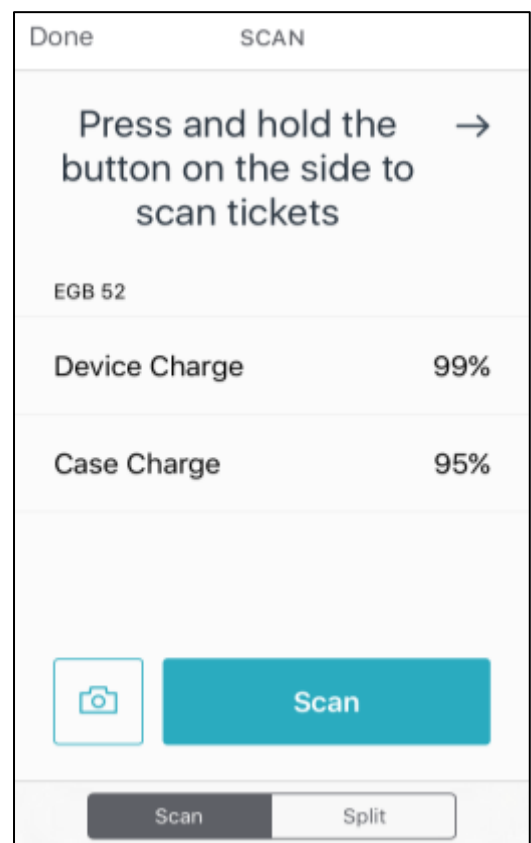 Done SCAN
Press and hold the →
button on the side to
scan tickets
EGB 52
Device Charge 99%
Case Charge 95%
Scan
Scan Split